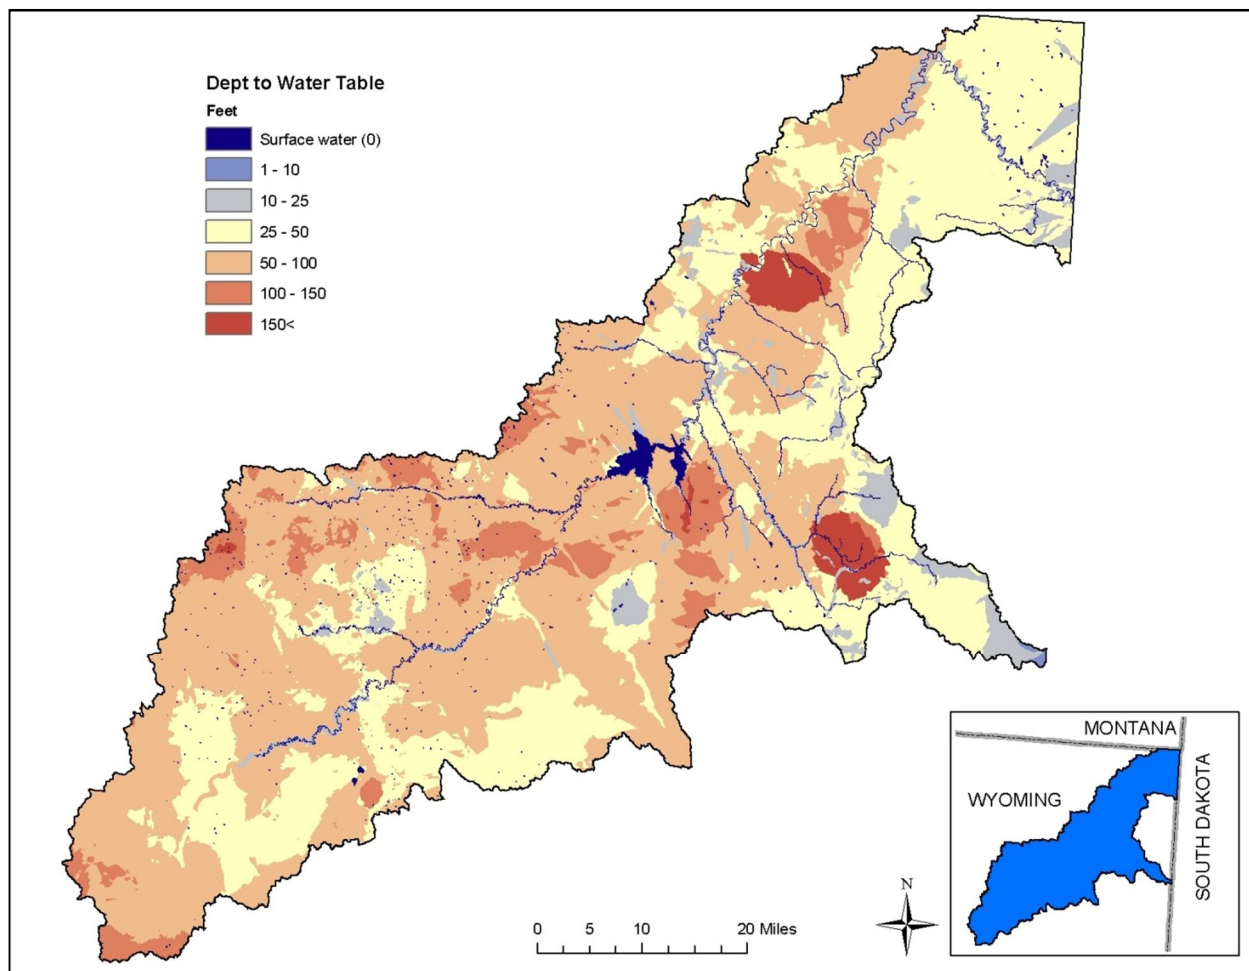 Dept to Water Table
Feet
Surface water (0)
1 - 10
10 - 25
25 - 50
50 - 100
100 - 150
150<
N
0 5 10 20 Miles
MONTANA
WYOMING
SOUTH DAKOTA